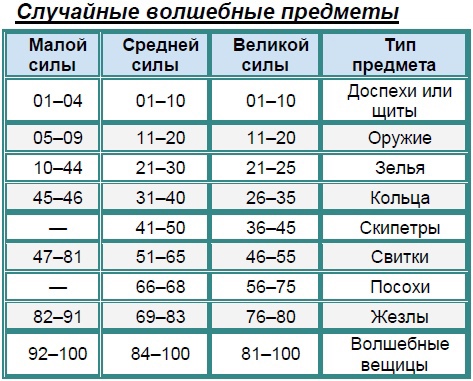 Случайные волшебные предметы
Малой силы Средней силы Великой силы Тип предмета
01–04 01–10 01–10 Доспехи или щиты
05–09 11–20 11–20 Оружие
10–44 21–30 21–25 Зелья
45–46 31–40 26–35 Кольца
— 41–50 36–45 Скипетры
47–81 51–65 46–55 Свитки
— 66–68 56–75 Посохи
82–91 69–83 76–80 Жезлы
92–100 84–100 81–100 Волшебные вещицы